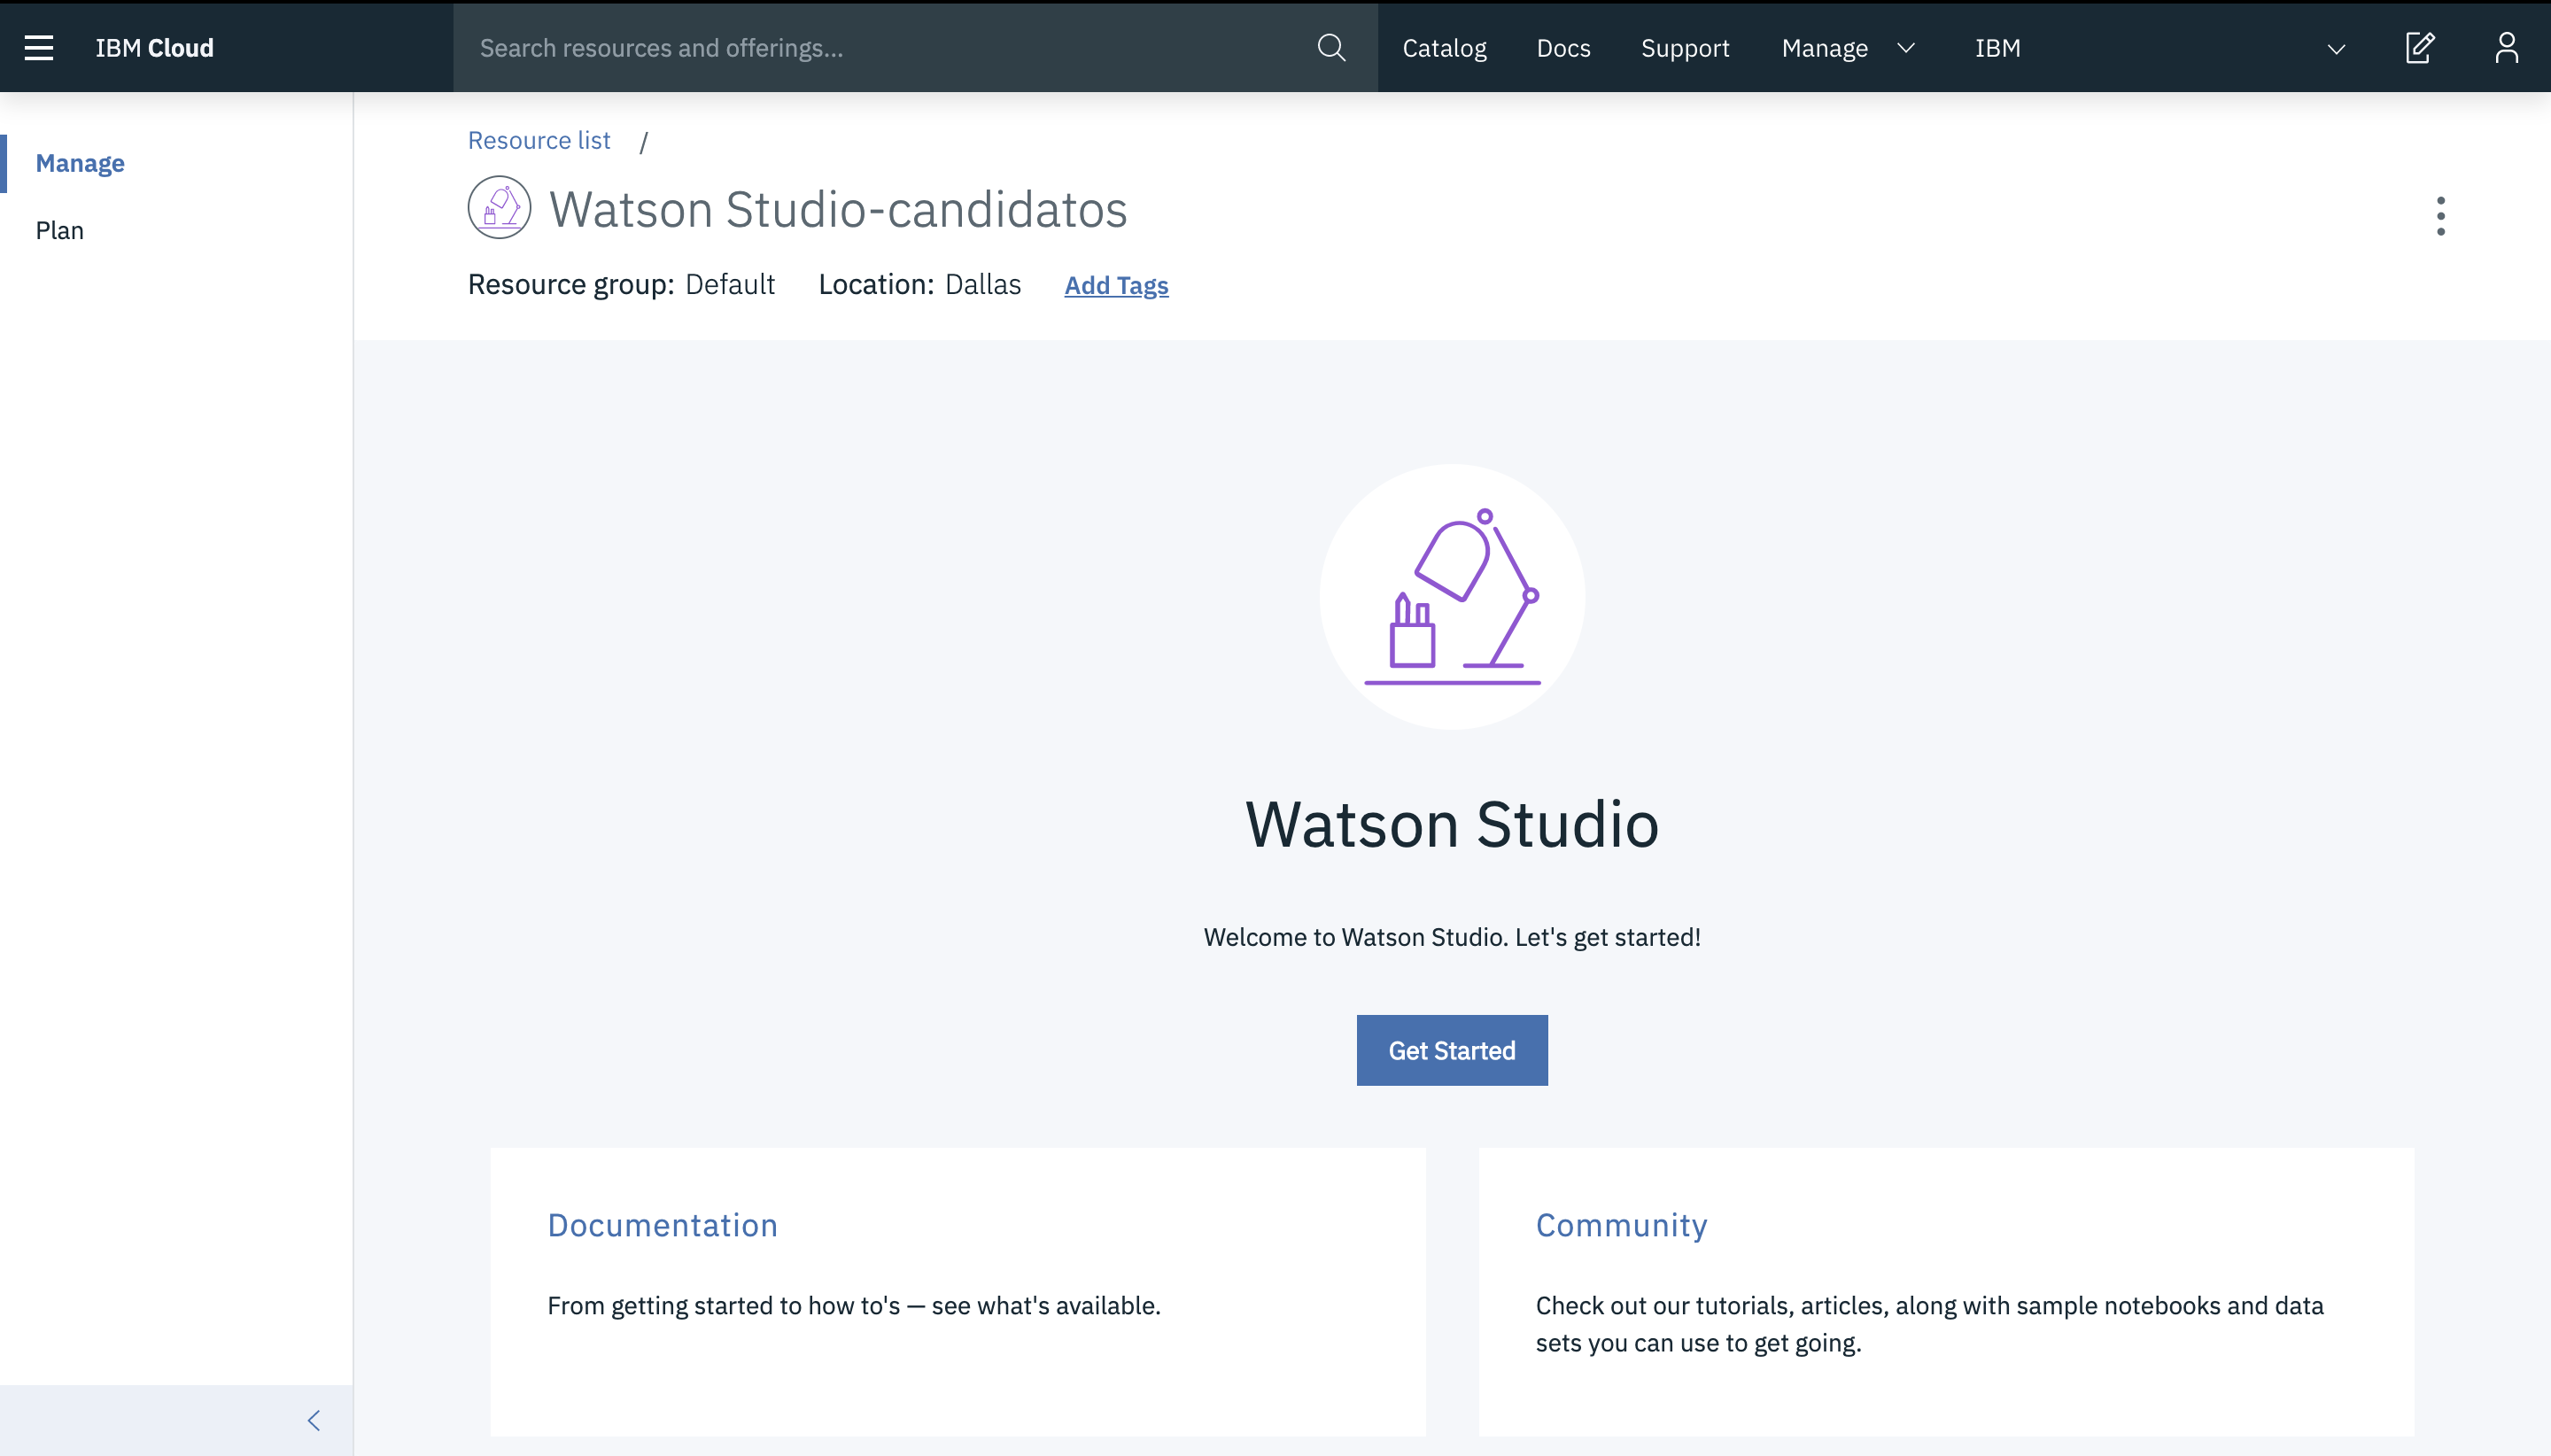 IBM Cloud
Search resources and offerings...
Catalog
Docs
Support
Manage
IBM
Manage
Plan
Resource list /
Watson Studio-candidatos
Resource group: Default Location: Dallas Add Tags
Watson Studio
Welcome to Watson Studio. Let's get started!
Get Started
Documentation
From getting started to how to's — see what's available.
Community
Check out our tutorials, articles, along with sample notebooks and data
sets you can use to get going.